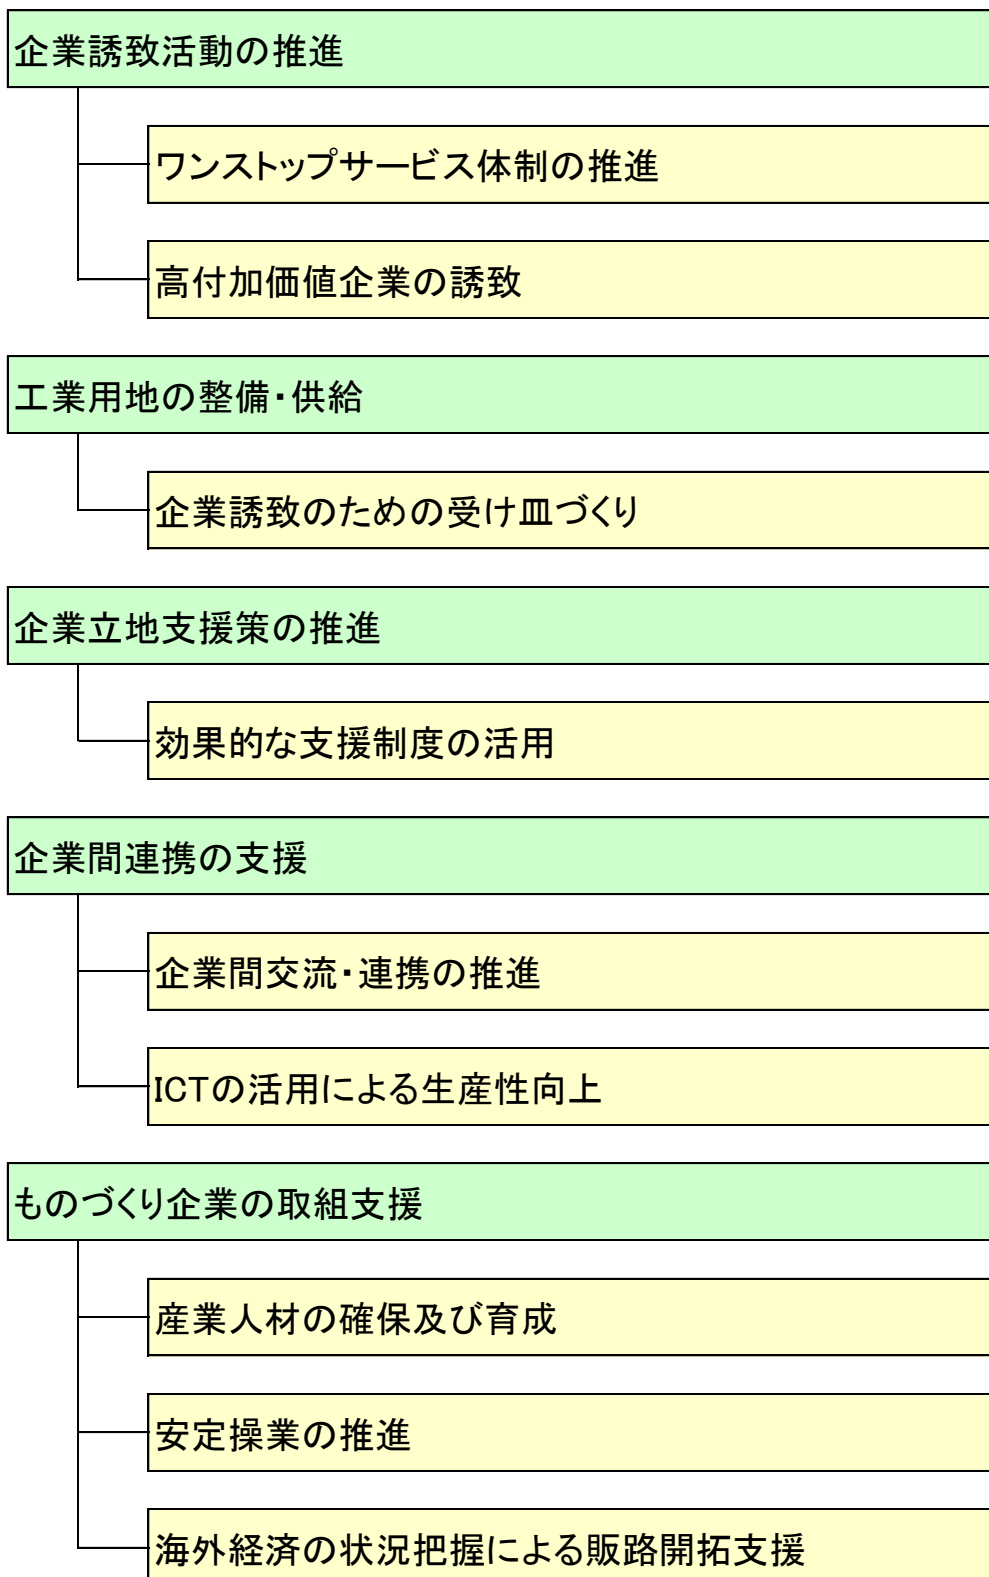 企業誘致活動の推進
ワンストップサービス体制の推進
高付加価値企業の誘致
工業用地の整備・供給
企業誘致のための受け皿づくり
企業立地支援策の推進
効果的な支援制度の活用
企業間連携の支援
企業間交流・連携の推進
ICTの活用による生産性向上
ものづくり企業の取組支援
産業人材の確保及び育成
安定操業の推進
海外経済の状況把握による販路開拓支援